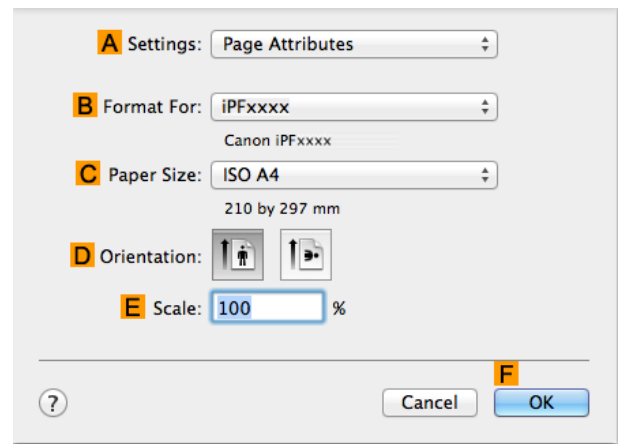 A Settings: Page Attributes
B Format For: iPFxxxx
Canon iPFxxxx
C Paper Size: ISO A4
210 by 297 mm
D Orientation:
E Scale: 100 %
F
? Cancel OK